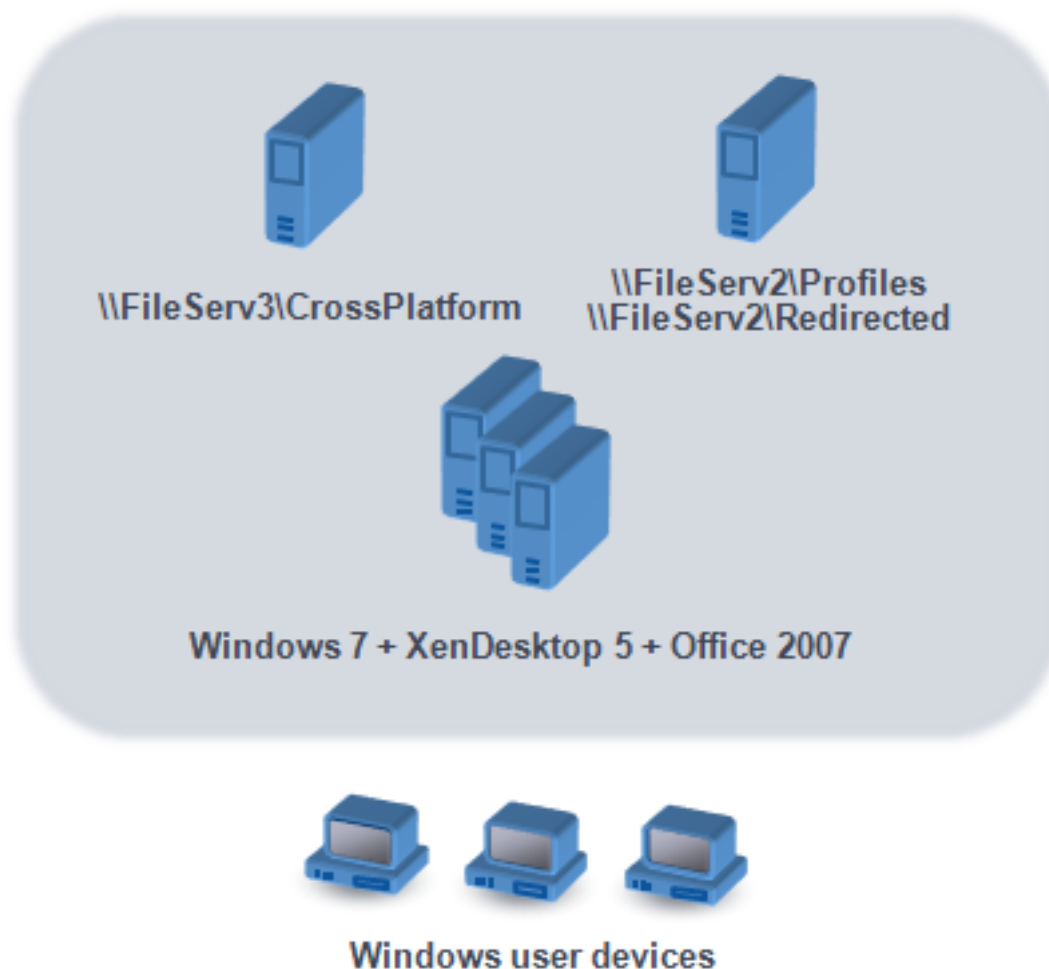 \\FileServ3\CrossPlatform
\\FileServ2\Profiles
\\FileServ2\Redirected
Windows 7 + XenDesktop 5 + Office 2007
Windows user devices